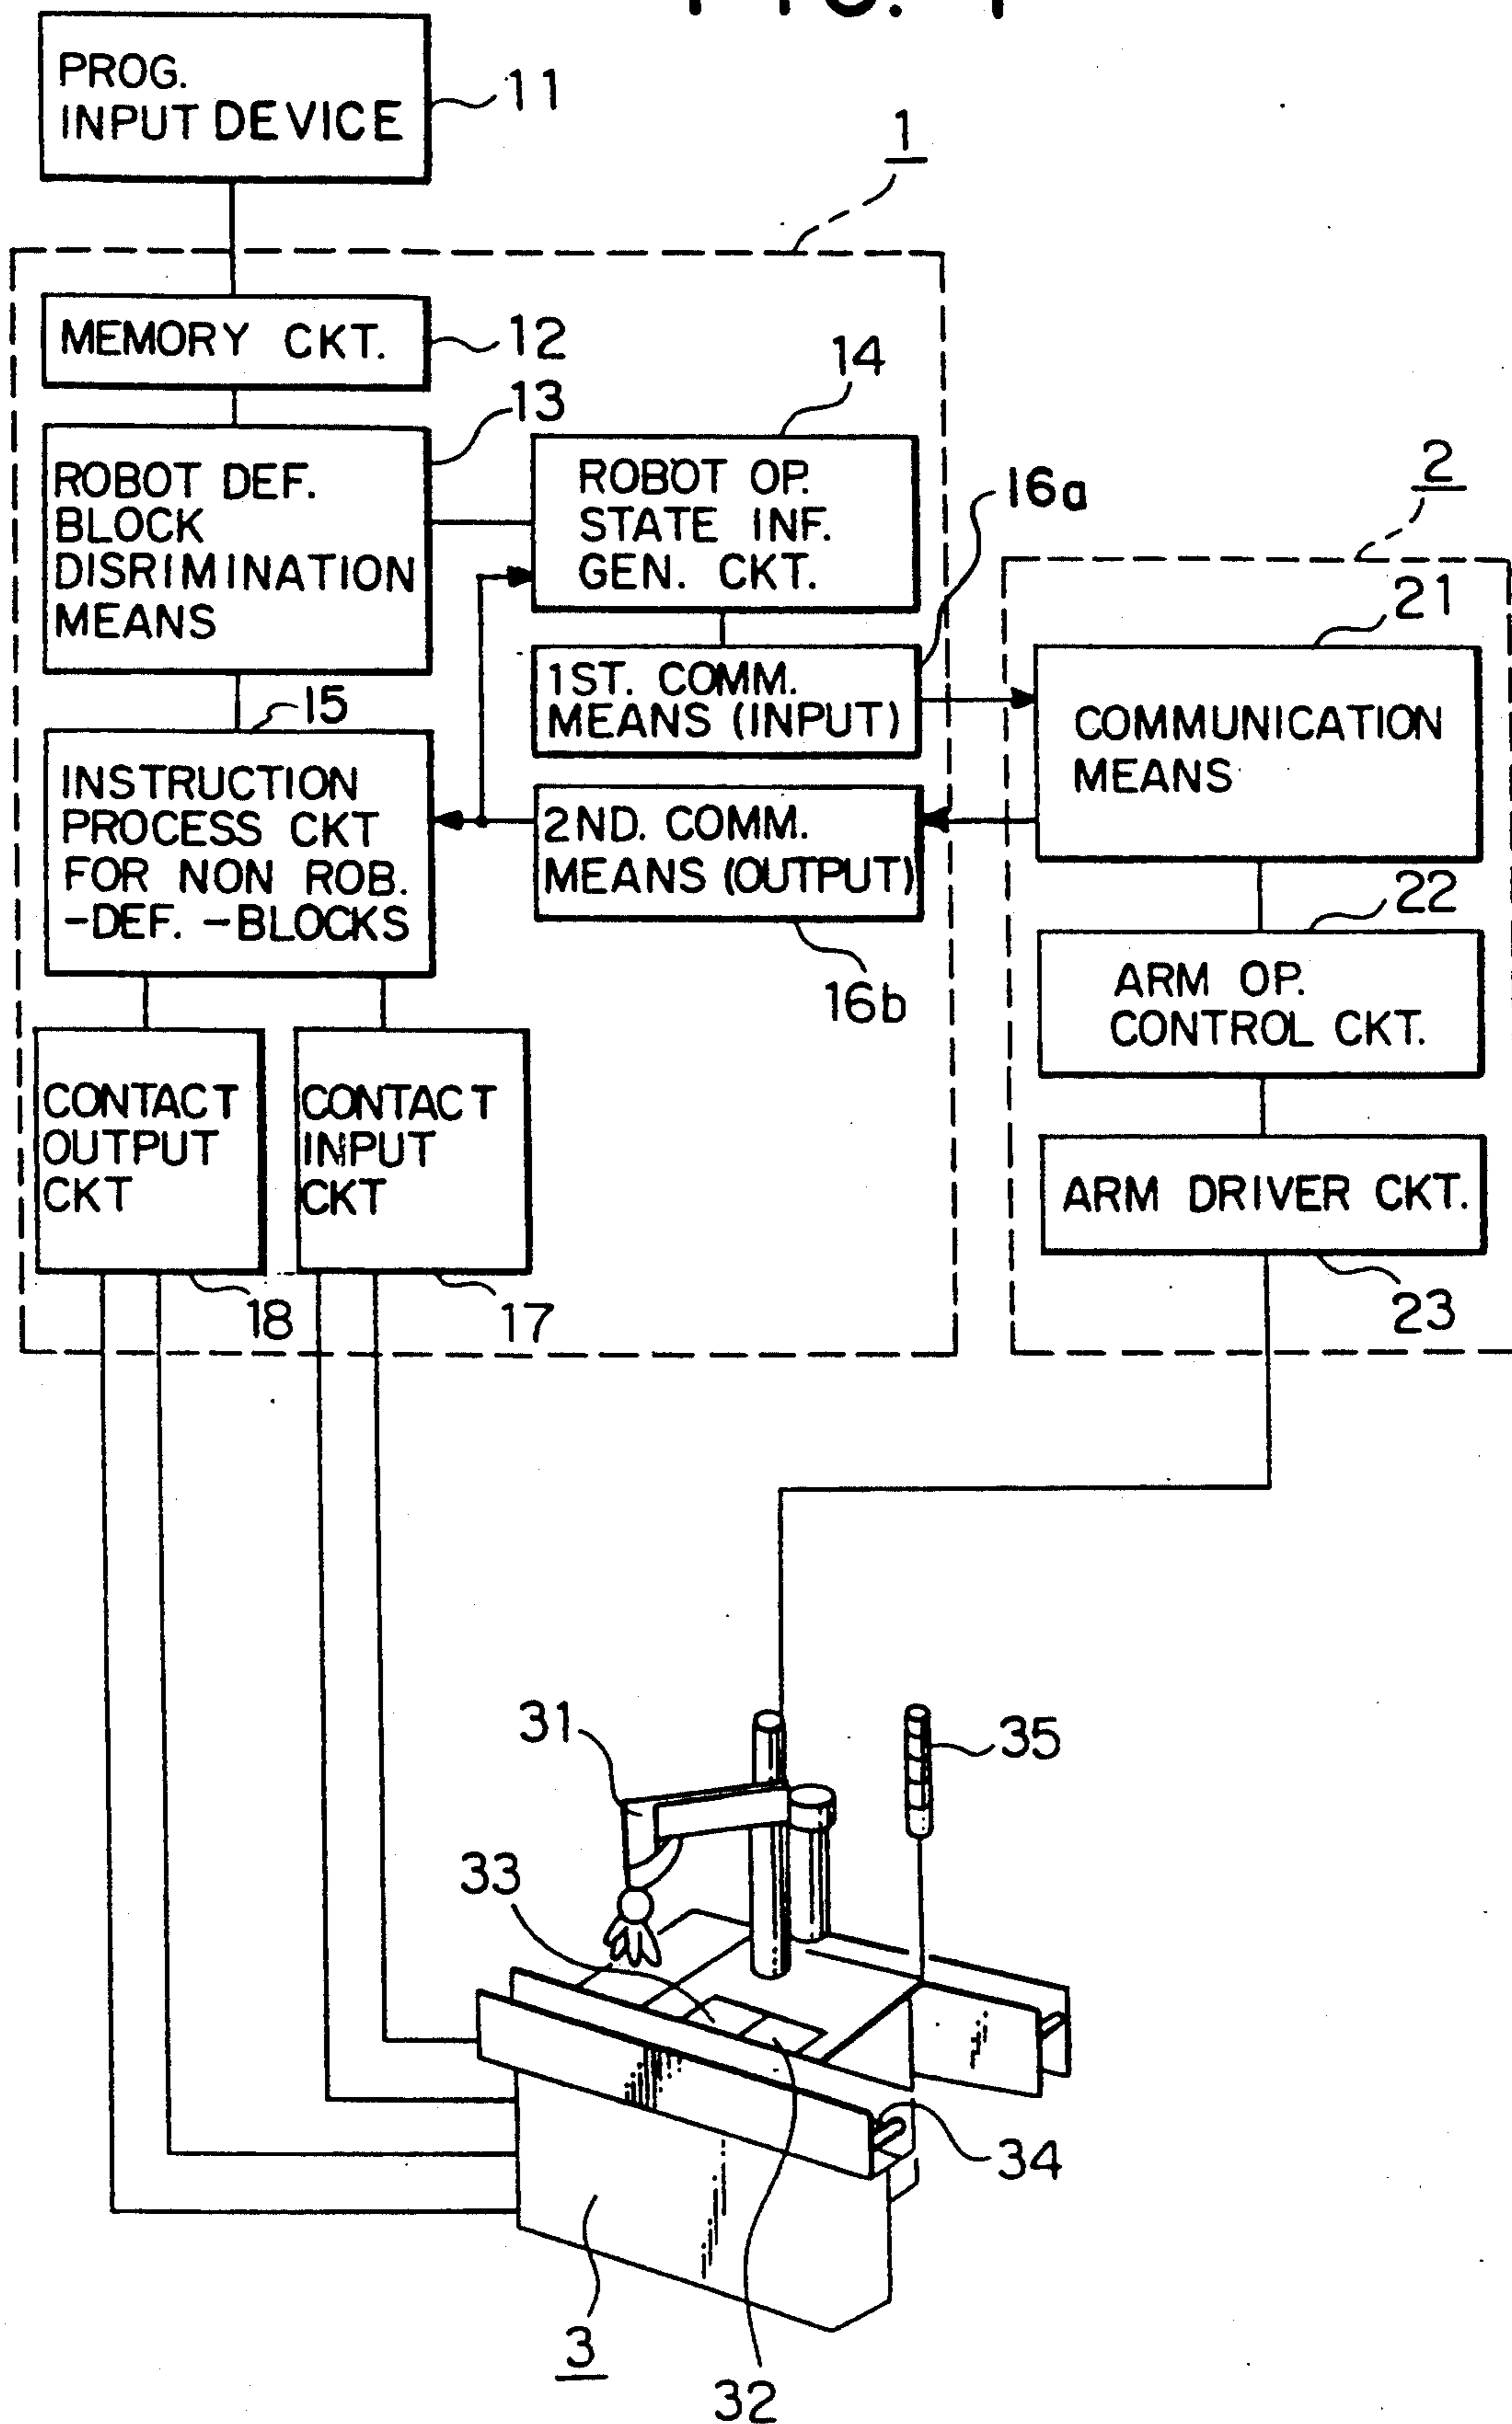 PROG.
INPUT DEVICE
11
1
MEMORY CKT.
12
13
14
ROBOT DEF.
BLOCK
DISRIMINATION
MEANS
ROBOT OP.
STATE INF.
GEN. CKT.
16a
2
21
1ST. COMM.
MEANS (INPUT)
COMMUNICATION
MEANS
15
INSTRUCTION
PROCESS CKT
FOR NON ROB.
-DEF. -BLOCKS
2ND. COMM.
MEANS (OUTPUT)
16b
22
ARM OP.
CONTROL CKT.
CONTACT
OUTPUT
CKT
CONTACT
INPUT
CKT
ARM DRIVER CKT.
18
17
23
31
35
33
34
3
32